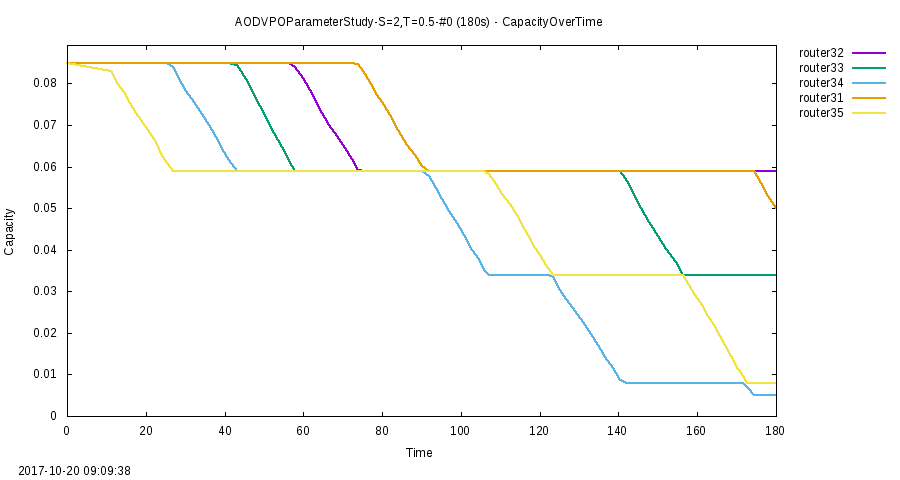 AODVPOParameterStudy-S=2,T=0.5-#0 (180s) - CapacityOverTime
router32
router33
router34
router31
router35
0.08
0.07
0.06
0.05
0.04
0.03
0.02
0.01
0
Capacity
0 20 40 60 80 100 120 140 160 180
Time
2017-10-20 09:09:38